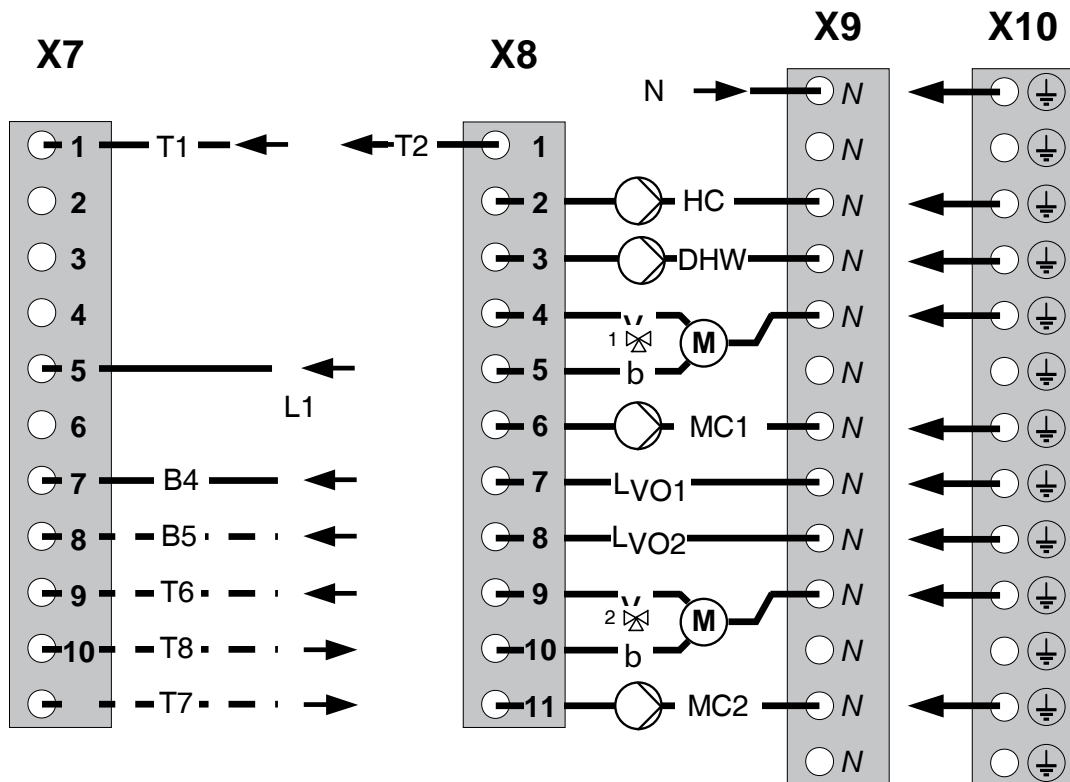 X7 X8 X9 X10
N N
1 T1 T2 1 N
2 2 HC N
3 3 DHW N
4 4 M N
1
5 L1 5 b N
6 6 MC1 N
7 B4 7 LVO1 N
8 B5 8 LVO2 N
9 T6 9 M N
2
10 T8 10 b N
T7 11 MC2 N
N